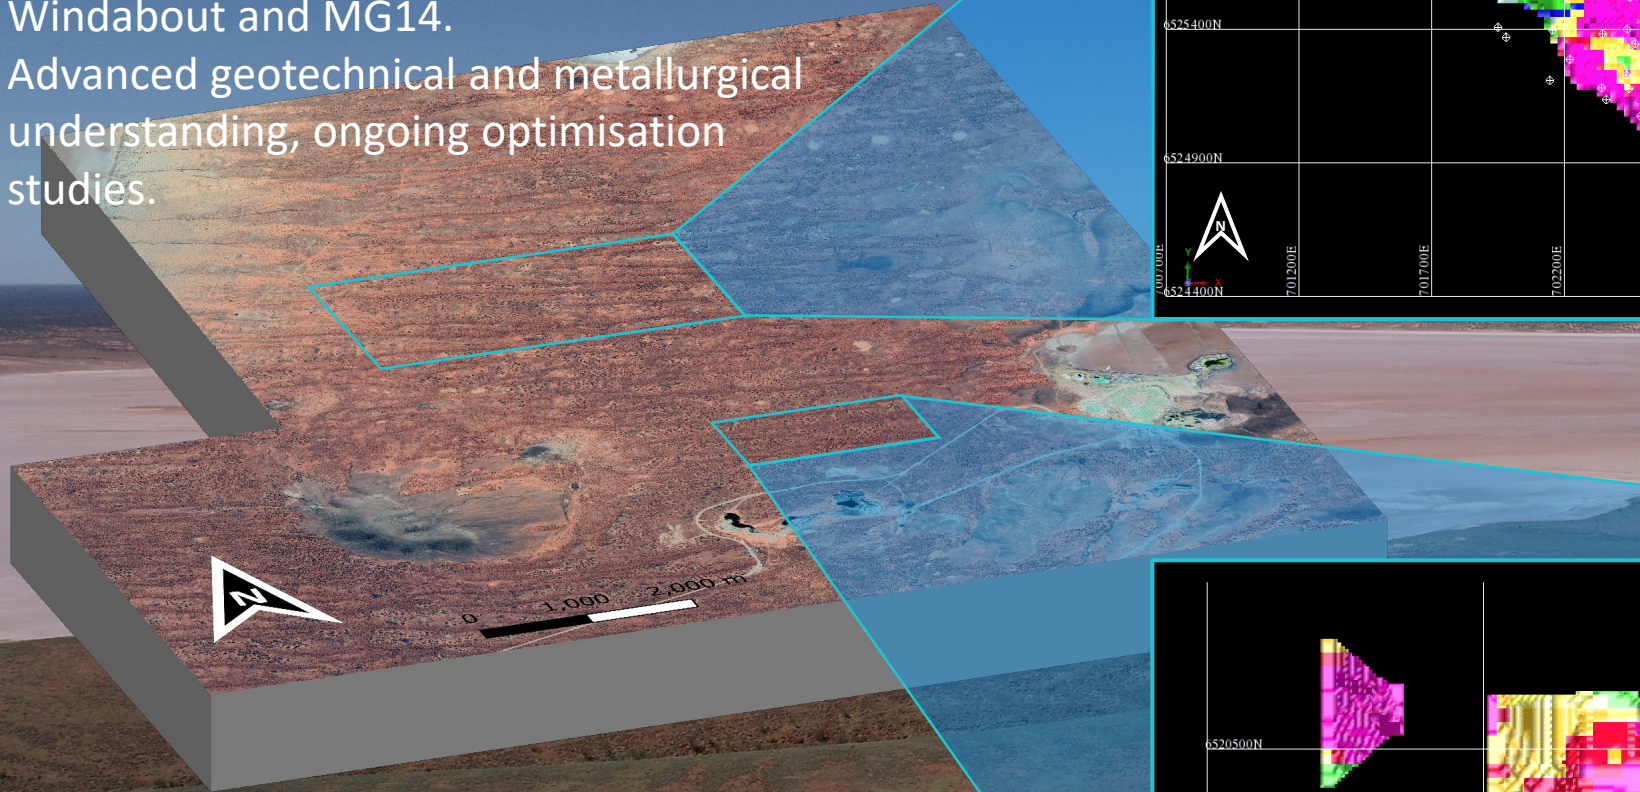 Windabout and MG14.
Advanced geotechnical and metallurgical
understanding, ongoing optimisation
studies.
6525400N
6524900N
N
Y
X
6524400N
701200E
701700E
702200E
N
0 1,000 2,000 m
6520500N